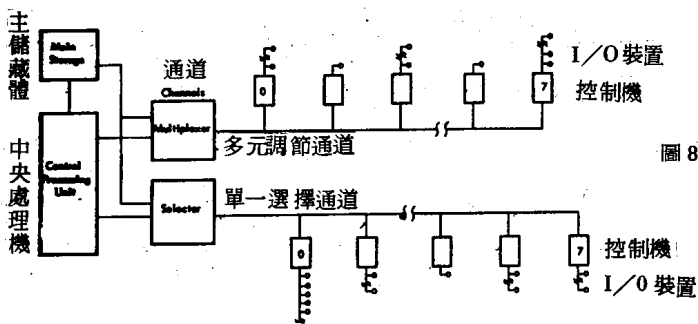 主儲藏體
Main
Storage
中央處理機
Central
Processing
Unit
通道
Channels
Multiplexer
多元調節通道
Selector
單一選擇通道
0
7
I/O 裝置
控制機
圖 8
0
7
控制機
I/0 裝置